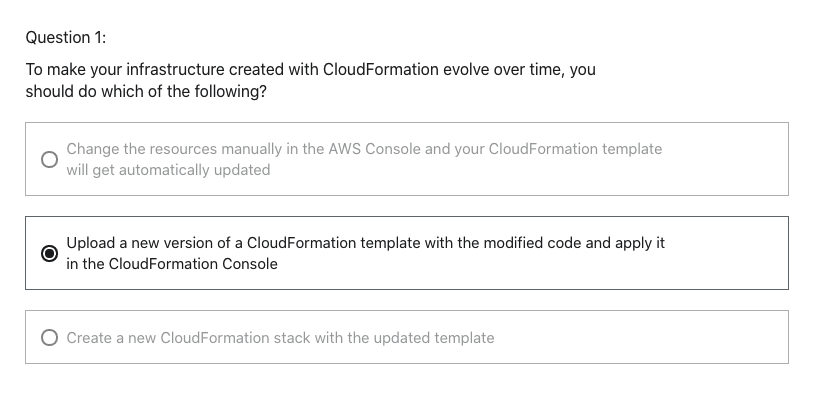 Question 1:
To make your infrastructure created with CloudFormation evolve over time, you
should do which of the following?
Change the resources manually in the AWS Console and your CloudFormation template
will get automatically updated
Upload a new version of a CloudFormation template with the modified code and apply it
in the CloudFormation Console
Create a new CloudFormation stack with the updated template